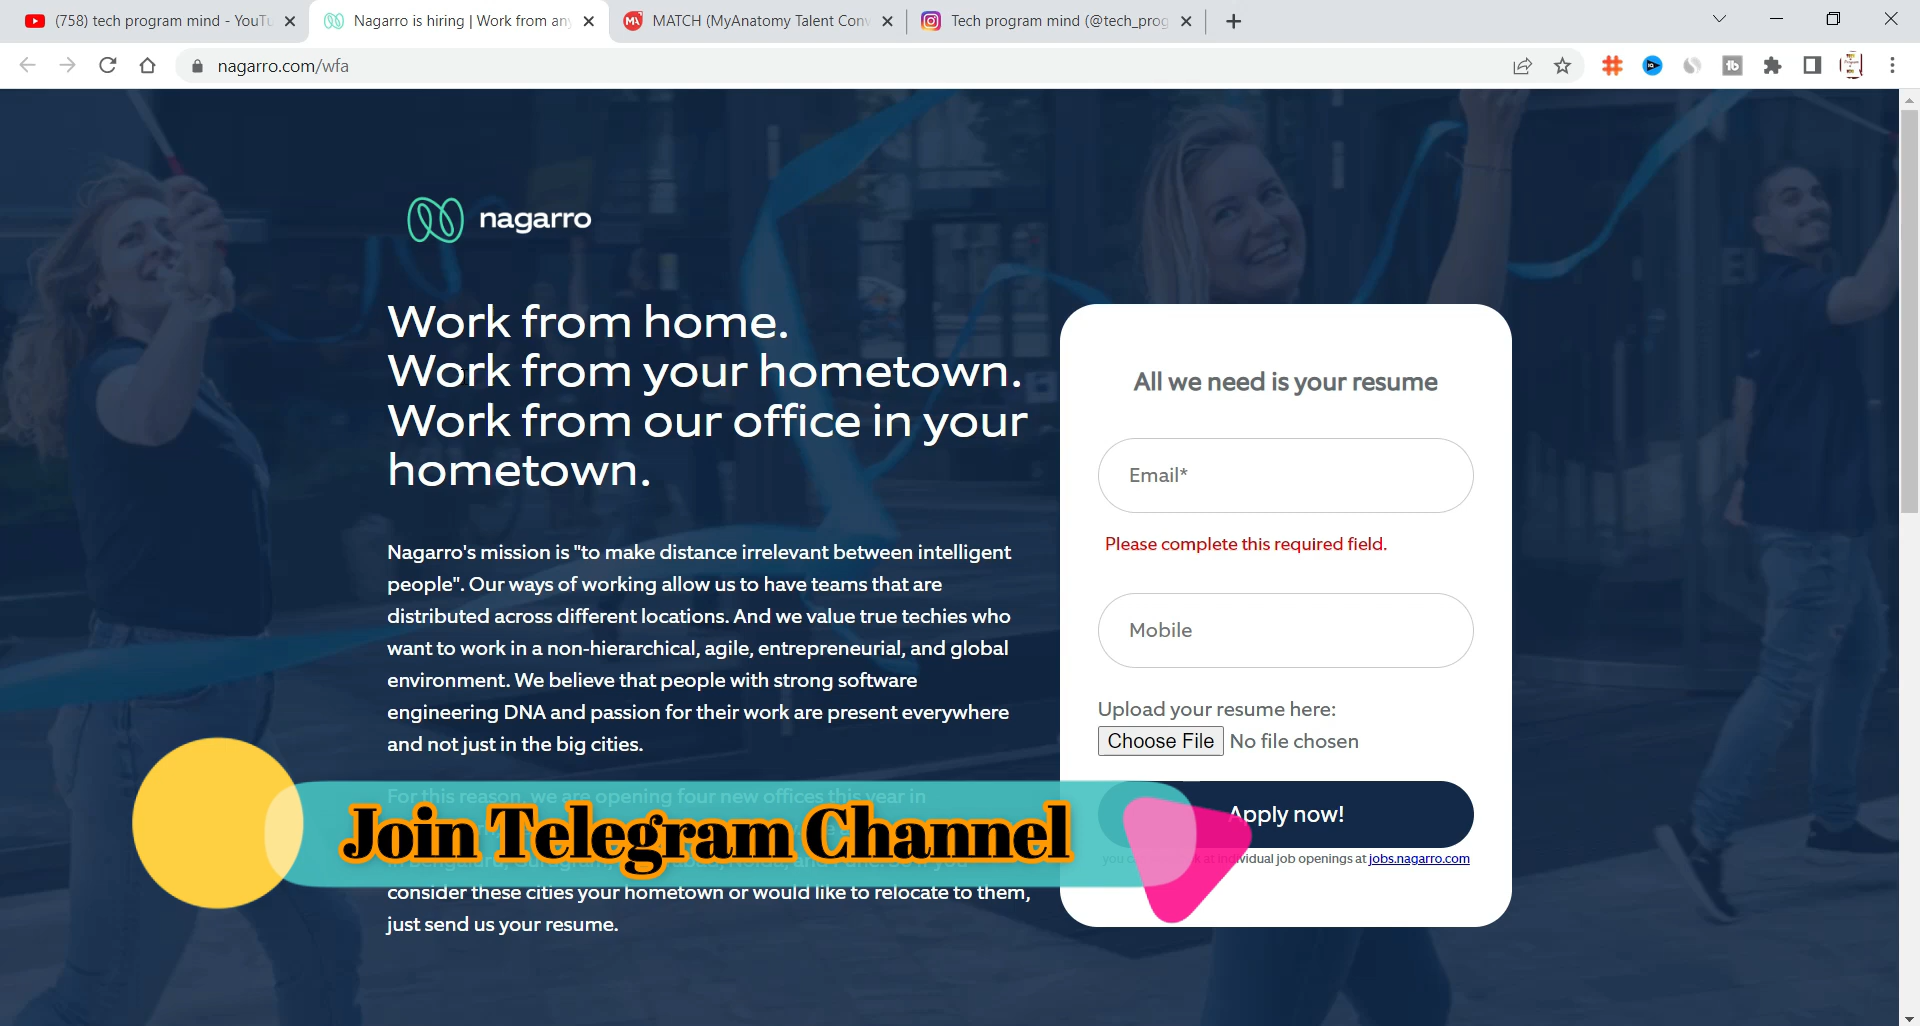 (758) tech program mind - YouTu
Nagarro is hiring | Work from an
MATCH (MyAnatomy Talent Conv
Tech program mind (@tech_prog
nagarro.com/wfa
nagarro
Work from home.
Work from your hometown.
Work from our office in your
hometown.
Nagarro's mission is "to make distance irrelevant between intelligent
people". Our ways of working allow us to have teams that are
distributed across different locations. And we value true techies who
want to work in a non-hierarchical, agile, entrepreneurial, and global
environment. We believe that people with strong software
engineering DNA and passion for their work are present everywhere
and not just in the big cities.
For this reason, we are opening four new offices this year in
Join Telegram Channel
consider these cities your hometown or would like to relocate to them,
just send us your resume.
All we need is your resume
Email*
Please complete this required field.
Mobile
Upload your resume here:
Choose File No file chosen
Apply now!
individual job openings at jobs.nagarro.com